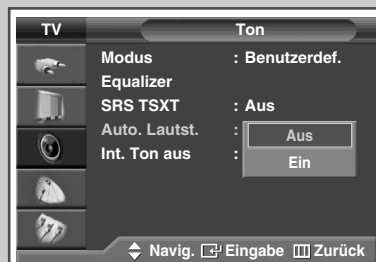 TV Ton
Modus : Benutzerdef.
Equalizer
SRS TSXT : Aus
Auto. Lautst. : Aus
Int. Ton aus : Ein
Navig. Eingabe Zurück